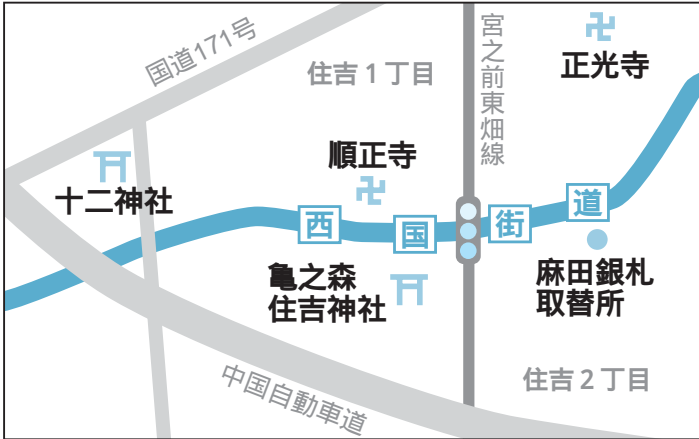 国道171号
住吉1丁目
宮之前東畑線
正光寺
十二神社
順正寺
西国街道
亀之森
住吉神社
麻田銀札
取替所
中国自動車道
住吉2丁目